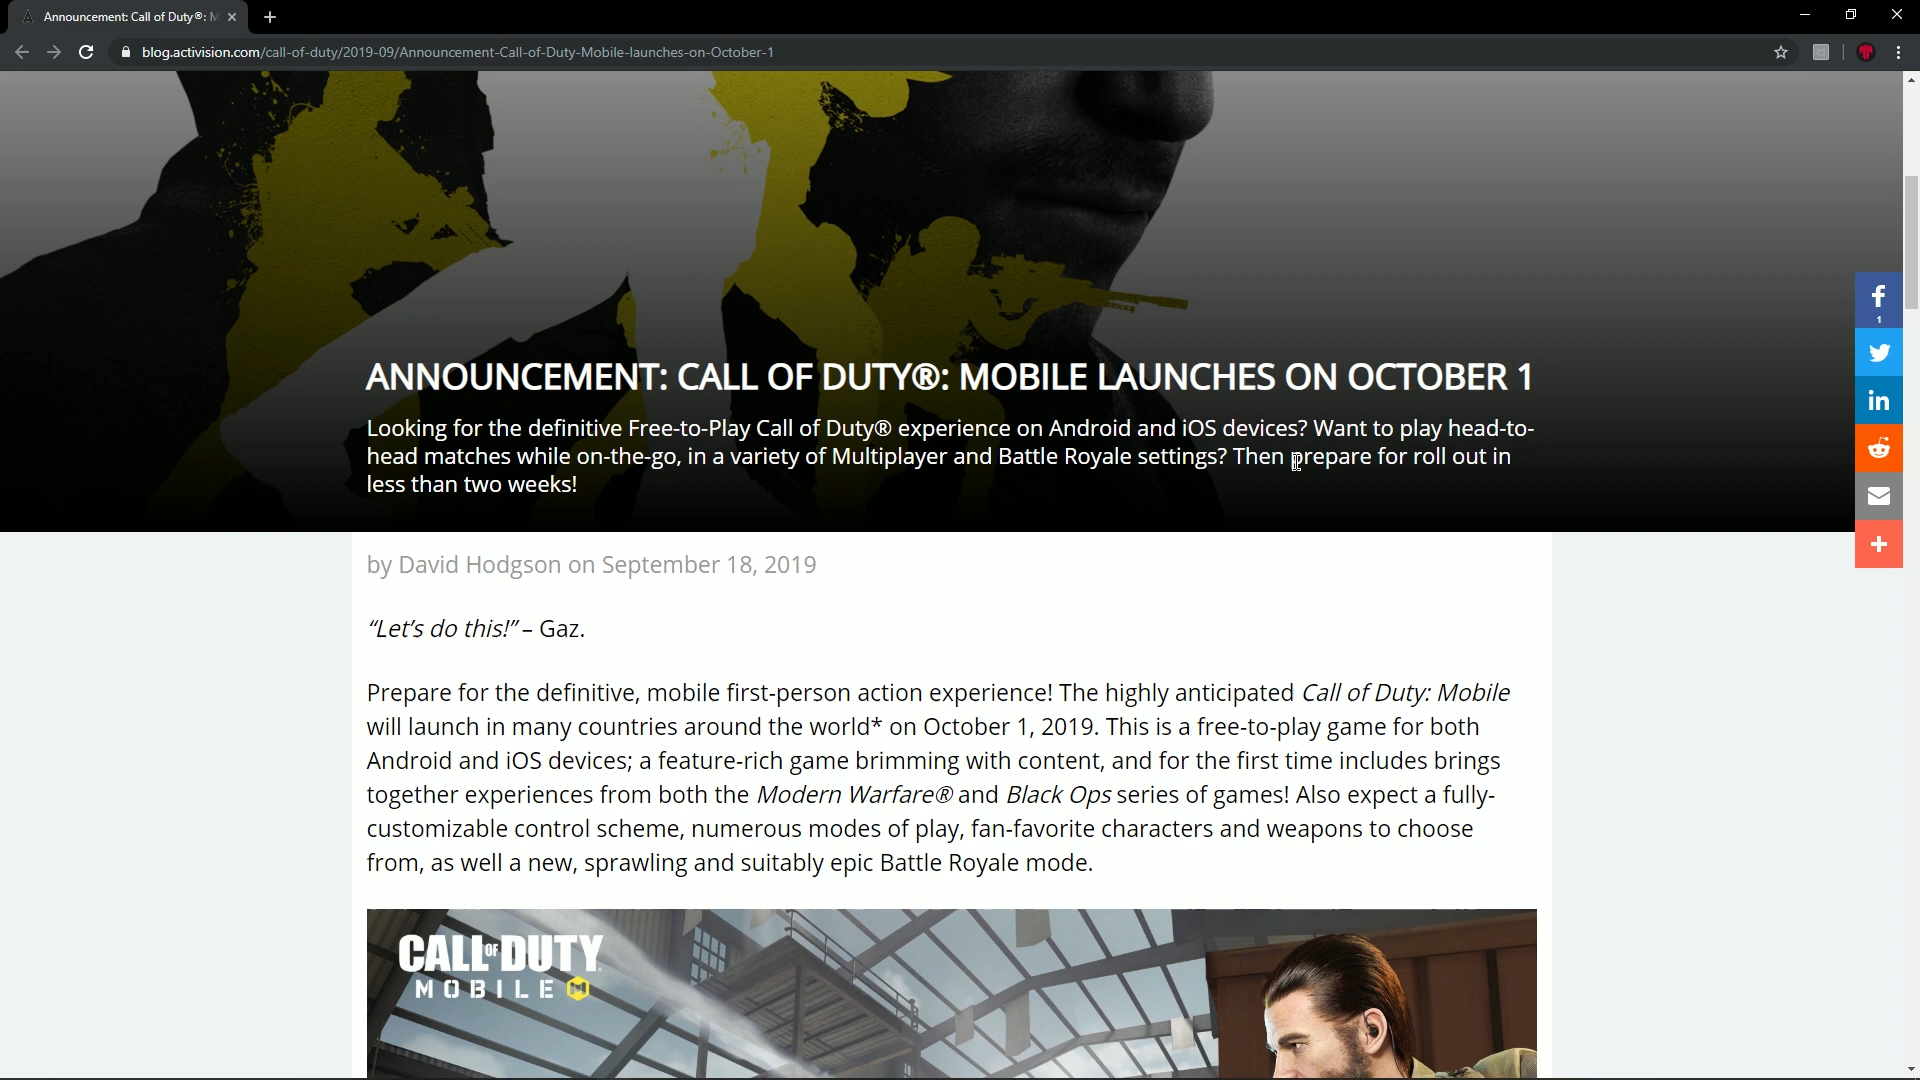 Announcement: Call of Duty®: M
blog.activision.com/call-of-duty/2019-09/Announcement-Call-of-Duty-Mobile-launches-on-October-1
ANNOUNCEMENT: CALL OF DUTY®: MOBILE LAUNCHES ON OCTOBER 1
Looking for the definitive Free-to-Play Call of Duty® experience on Android and iOS devices? Want to play head-to-
head matches while on-the-go, in a variety of Multiplayer and Battle Royale settings? Then prepare for roll out in
less than two weeks!
1
by David Hodgson on September 18, 2019
“Let’s do this!” – Gaz.
Prepare for the definitive, mobile first-person action experience! The highly anticipated Call of Duty: Mobile
will launch in many countries around the world* on October 1, 2019. This is a free-to-play game for both
Android and iOS devices; a feature-rich game brimming with content, and for the first time includes brings
together experiences from both the Modern Warfare® and Black Ops series of games! Also expect a fully-
customizable control scheme, numerous modes of play, fan-favorite characters and weapons to choose
from, as well a new, sprawling and suitably epic Battle Royale mode.
CALL OF DUTY
MOBILE